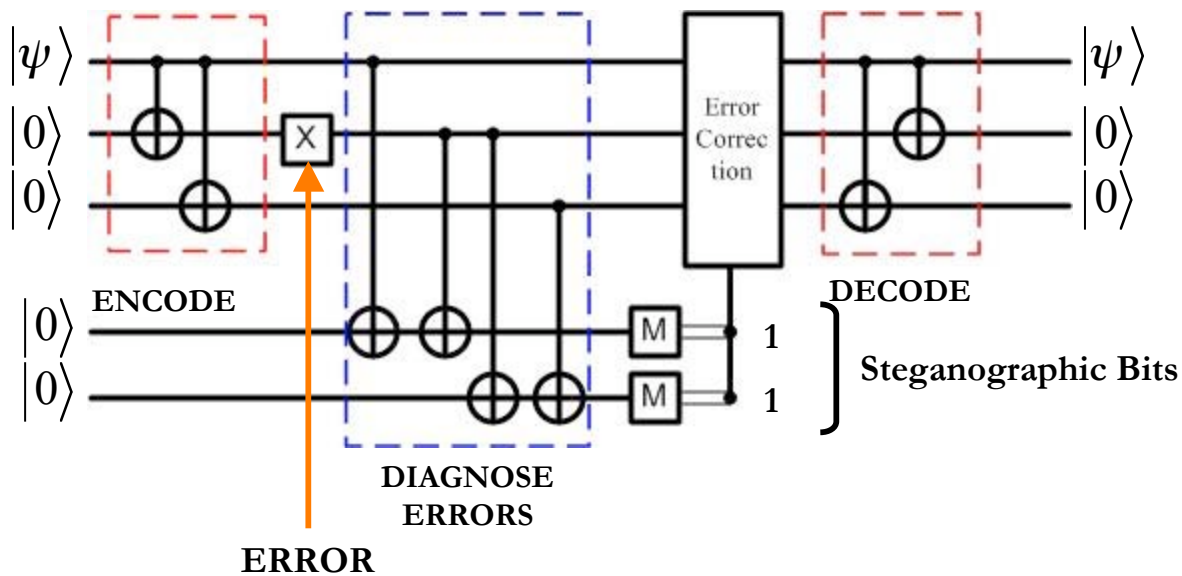 |ψ⟩
|ψ⟩
|0⟩
X
Error
Correc
tion
|0⟩
|0⟩
|0⟩
ENCODE
DECODE
|0⟩
M
1
Steganographic Bits
|0⟩
M
1
DIAGNOSE
ERRORS
ERROR